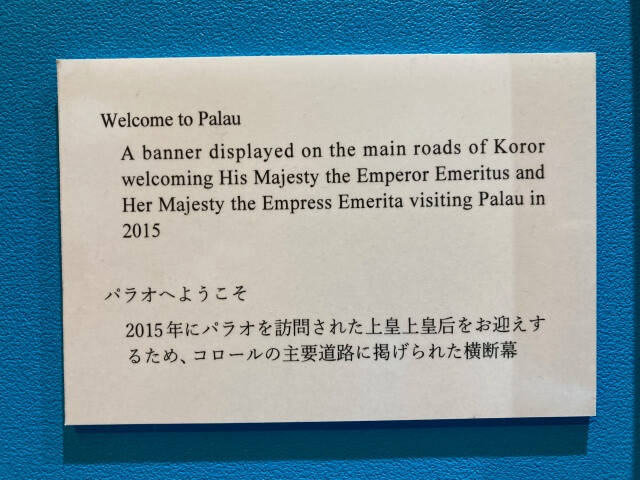 Welcome to Palau
A banner displayed on the main roads of Koror
welcoming His Majesty the Emperor Emeritus and
Her Majesty the Empress Emerita visiting Palau in
2015
パラオへようこそ
2015年にパラオを訪問された上皇上皇后をお迎えす
るため、コロールの主要道路に掲げられた横断幕